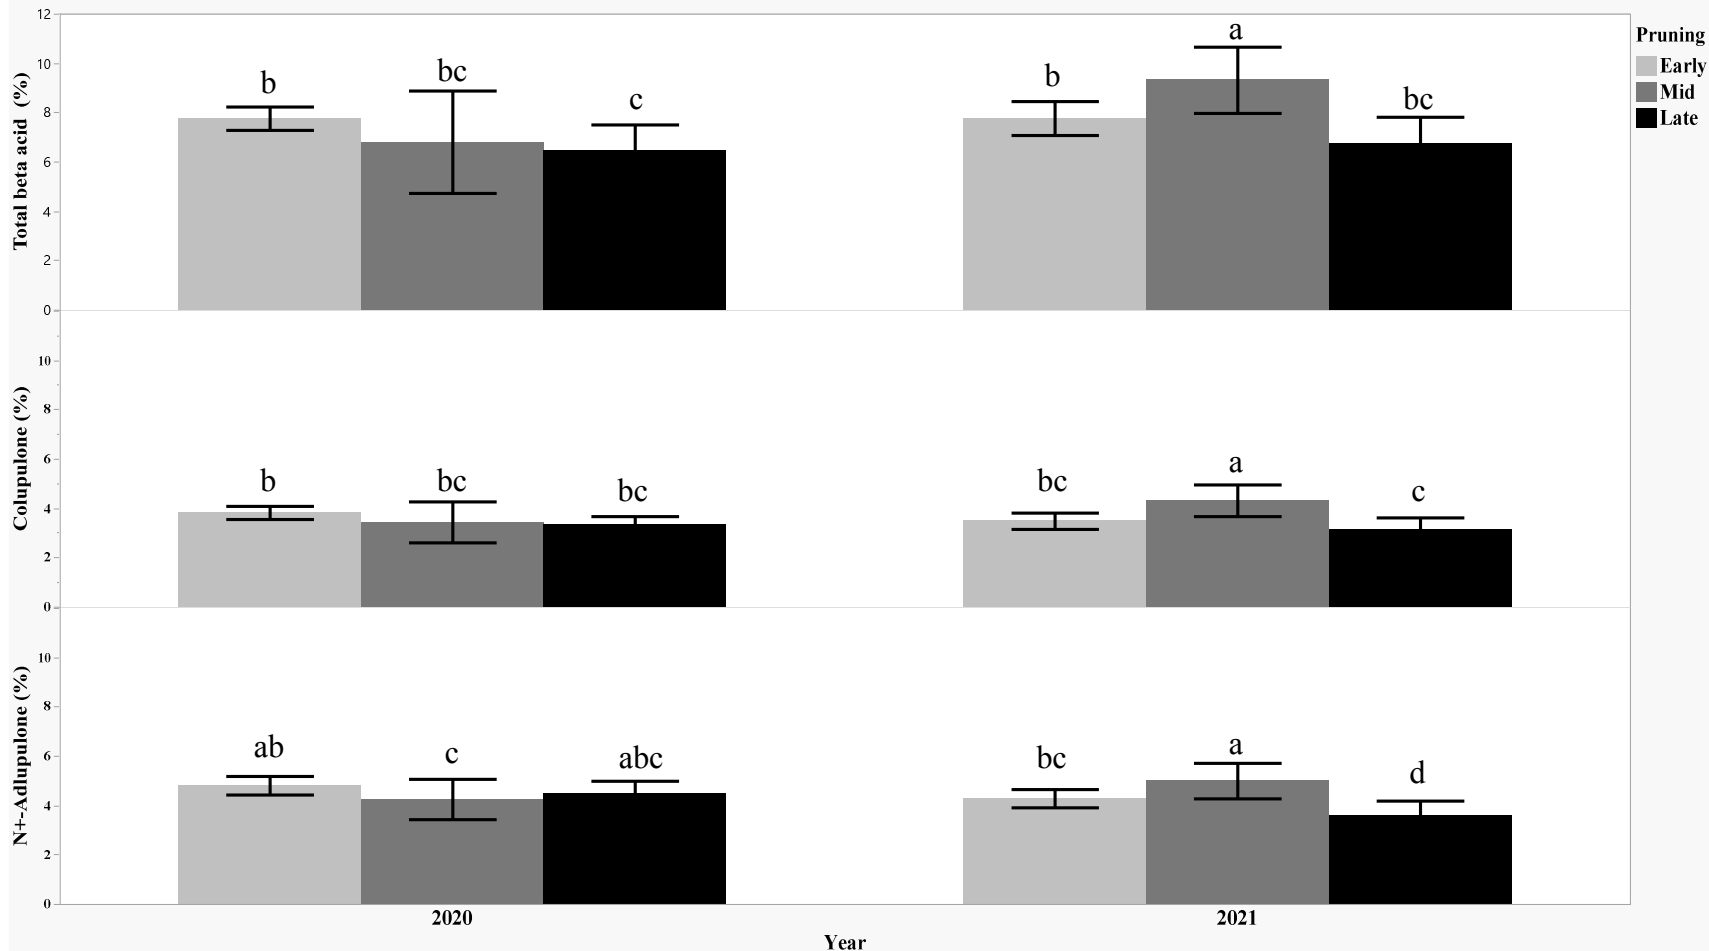 12
10
8
6
4
2
0
Total beta acid (%)
b
bc
c
b
a
bc
Pruning
Early
Mid
Late
10
8
6
4
2
0
Colupulone (%)
b
bc
bc
bc
a
c
10
8
6
4
2
0
N+-Adlupulone (%)
ab
c
abc
bc
a
d
2020
2021
Year